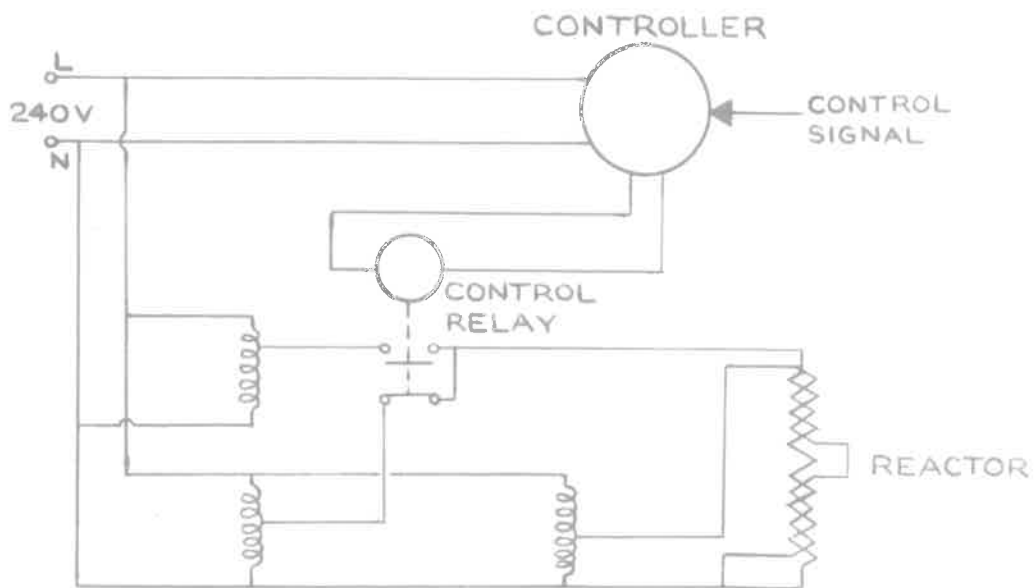 CONTROLLER
L
240V
N
CONTROL
SIGNAL
CONTROL
RELAY
REACTOR